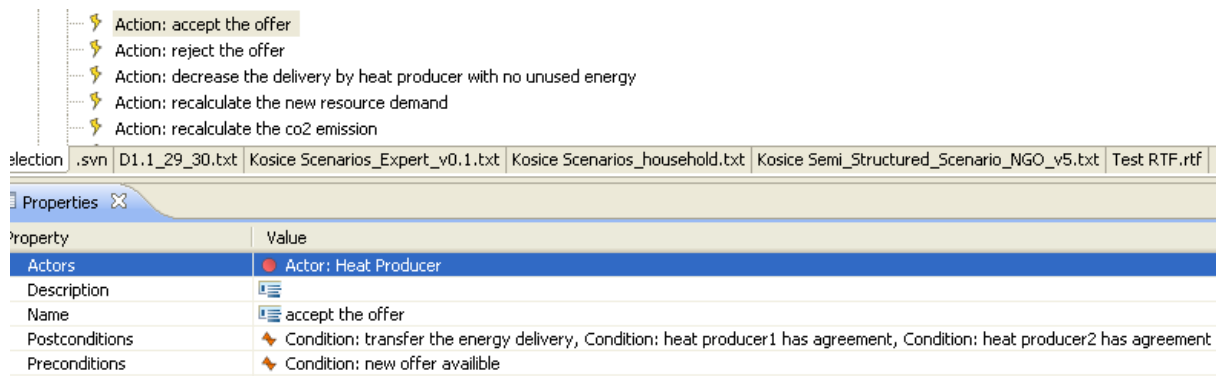 Action: accept the offer
Action: reject the offer
Action: decrease the delivery by heat producer with no unused energy
Action: recalculate the new resource demand
Action: recalculate the co2 emission
election .svn D1.1_29_30.txt Kosice Scenarios_Expert_v0.1.txt Kosice Scenarios_household.txt Kosice Semi_Structured_Scenario_NGO_v5.txt Test RTF.rtf
Properties
Property Value
Actors Actor: Heat Producer
Description
Name accept the offer
Postconditions Condition: transfer the energy delivery, Condition: heat producer1 has agreement, Condition: heat producer2 has agreement
Preconditions Condition: new offer availible